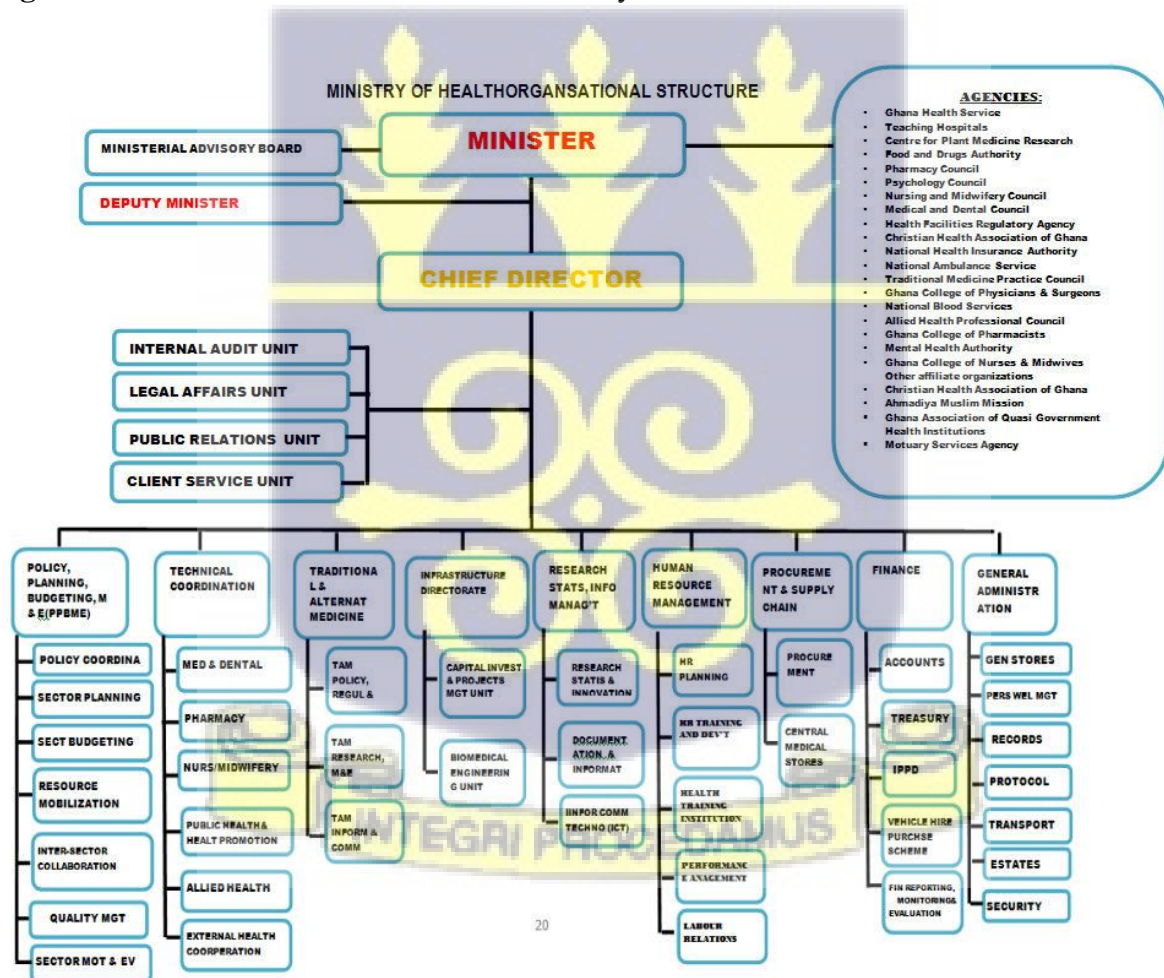 MINISTRY OF HEALTHORGANSATIONAL STRUCTURE
MINISTER
MINISTERIAL ADVISORY BOARD
DEPUTY MINISTER
CHIEF DIRECTOR
AGENCIES:
Ghana Health Service
Teaching Hospitals
Centre for Plant Medicine Research
Food and Drugs Authority
Pharmacy Council
Psychology Council
Nursing and Midwifery Council
Medical and Dental Council
Health Facilities Regulatory Agency
Christian Health Association of Ghana
National Health Insurance Authority
National Ambulance Service
Traditional Medicine Practice Council
Ghana College of Physicians & Surgeons
National Blood Services
Allied Health Professional Council
Ghana College of Pharmacists
Mental Health Authority
Ghana College of Nurses & Midwives
Other affiliate organizations
Christian Health Association of Ghana
Ahmadiya Muslim Mission
Ghana Association of Quasi Government
Health Institutions
Motuary Services Agency
INTERNAL AUDIT UNIT
LEGAL AFFAIRS UNIT
PUBLIC RELATIONS UNIT
CLIENT SERVICE UNIT
POLICY,
PLANNING,
BUDGETING, M
& E(PPBME)
POLICY COORDINA
SECTOR PLANNING
SECT BUDGETING
RESOURCE
MOBILIZATION
INTER-SECTOR
COLLABORATION
QUALITY MGT
SECTOR MOT & EV
TECHNICAL
COORDINATION
MED & DENTAL
PHARMACY
NURS/MIDWIFERY
PUBLIC HEALTH &
HEALT PROMOTION
ALLIED HEALTH
EXTERNAL HEALTH
COORPERATION
TRADITIONA
L &
ALTERNAT
MEDICINE
TAM
POLICY,
REGUL &
TAM
RESEARCH,
M&E
TAM
INFORM &
COMM
INFRASTRUCTURE
DIRECTORATE
CAPITAL INVEST
& PROJECTS
MGT UNIT
BIOMEDICAL
ENGINEERIN
G UNIT
RESEARCH
STATS, INFO
MANAG'T
RESEARCH
STATIS &
INNOVATION
DOCUMENT
ATION &
INFORMAT
IINFOR COMM
TECHNO (ICT)
HUMAN
RESOURCE
MANAGEMENT
HR
PLANNING
HR TRAINING
AND DEV'T
HEALTH
TRAINING
INSTITUTION
PERFORMANC
E ANAGEMENT
LABOUR
RELATIONS
PROCUREME
NT & SUPPLY
CHAIN
PROCURE
MENT
CENTRAL
MEDICAL
STORES
FINANCE
ACCOUNTS
TREASURY
IPPD
VEHICLE HIRE
PURCHSE
SCHEME
FIN REPORTING,
MONITORING&
EVALUATION
GENERAL
ADMINISTR
ATION
GEN STORES
PERS WEL MGT
RECORDS
PROTOCOL
TRANSPORT
ESTATES
SECURITY
INTEGRI PROCEDAMUS
20